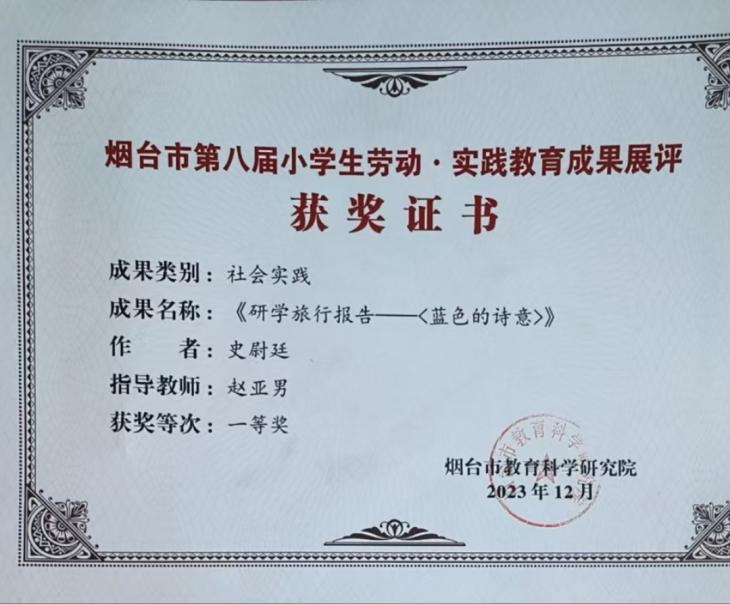 烟台市第八届小学生劳动·实践教育成果展评
获奖证书
成果类别：社会实践
成果名称：《研学旅行报告——<蓝色的诗意>》
作　　者：史尉廷
指导教师：赵亚男
获奖等次：一等奖
烟台市教育科学研究院
2023年12月